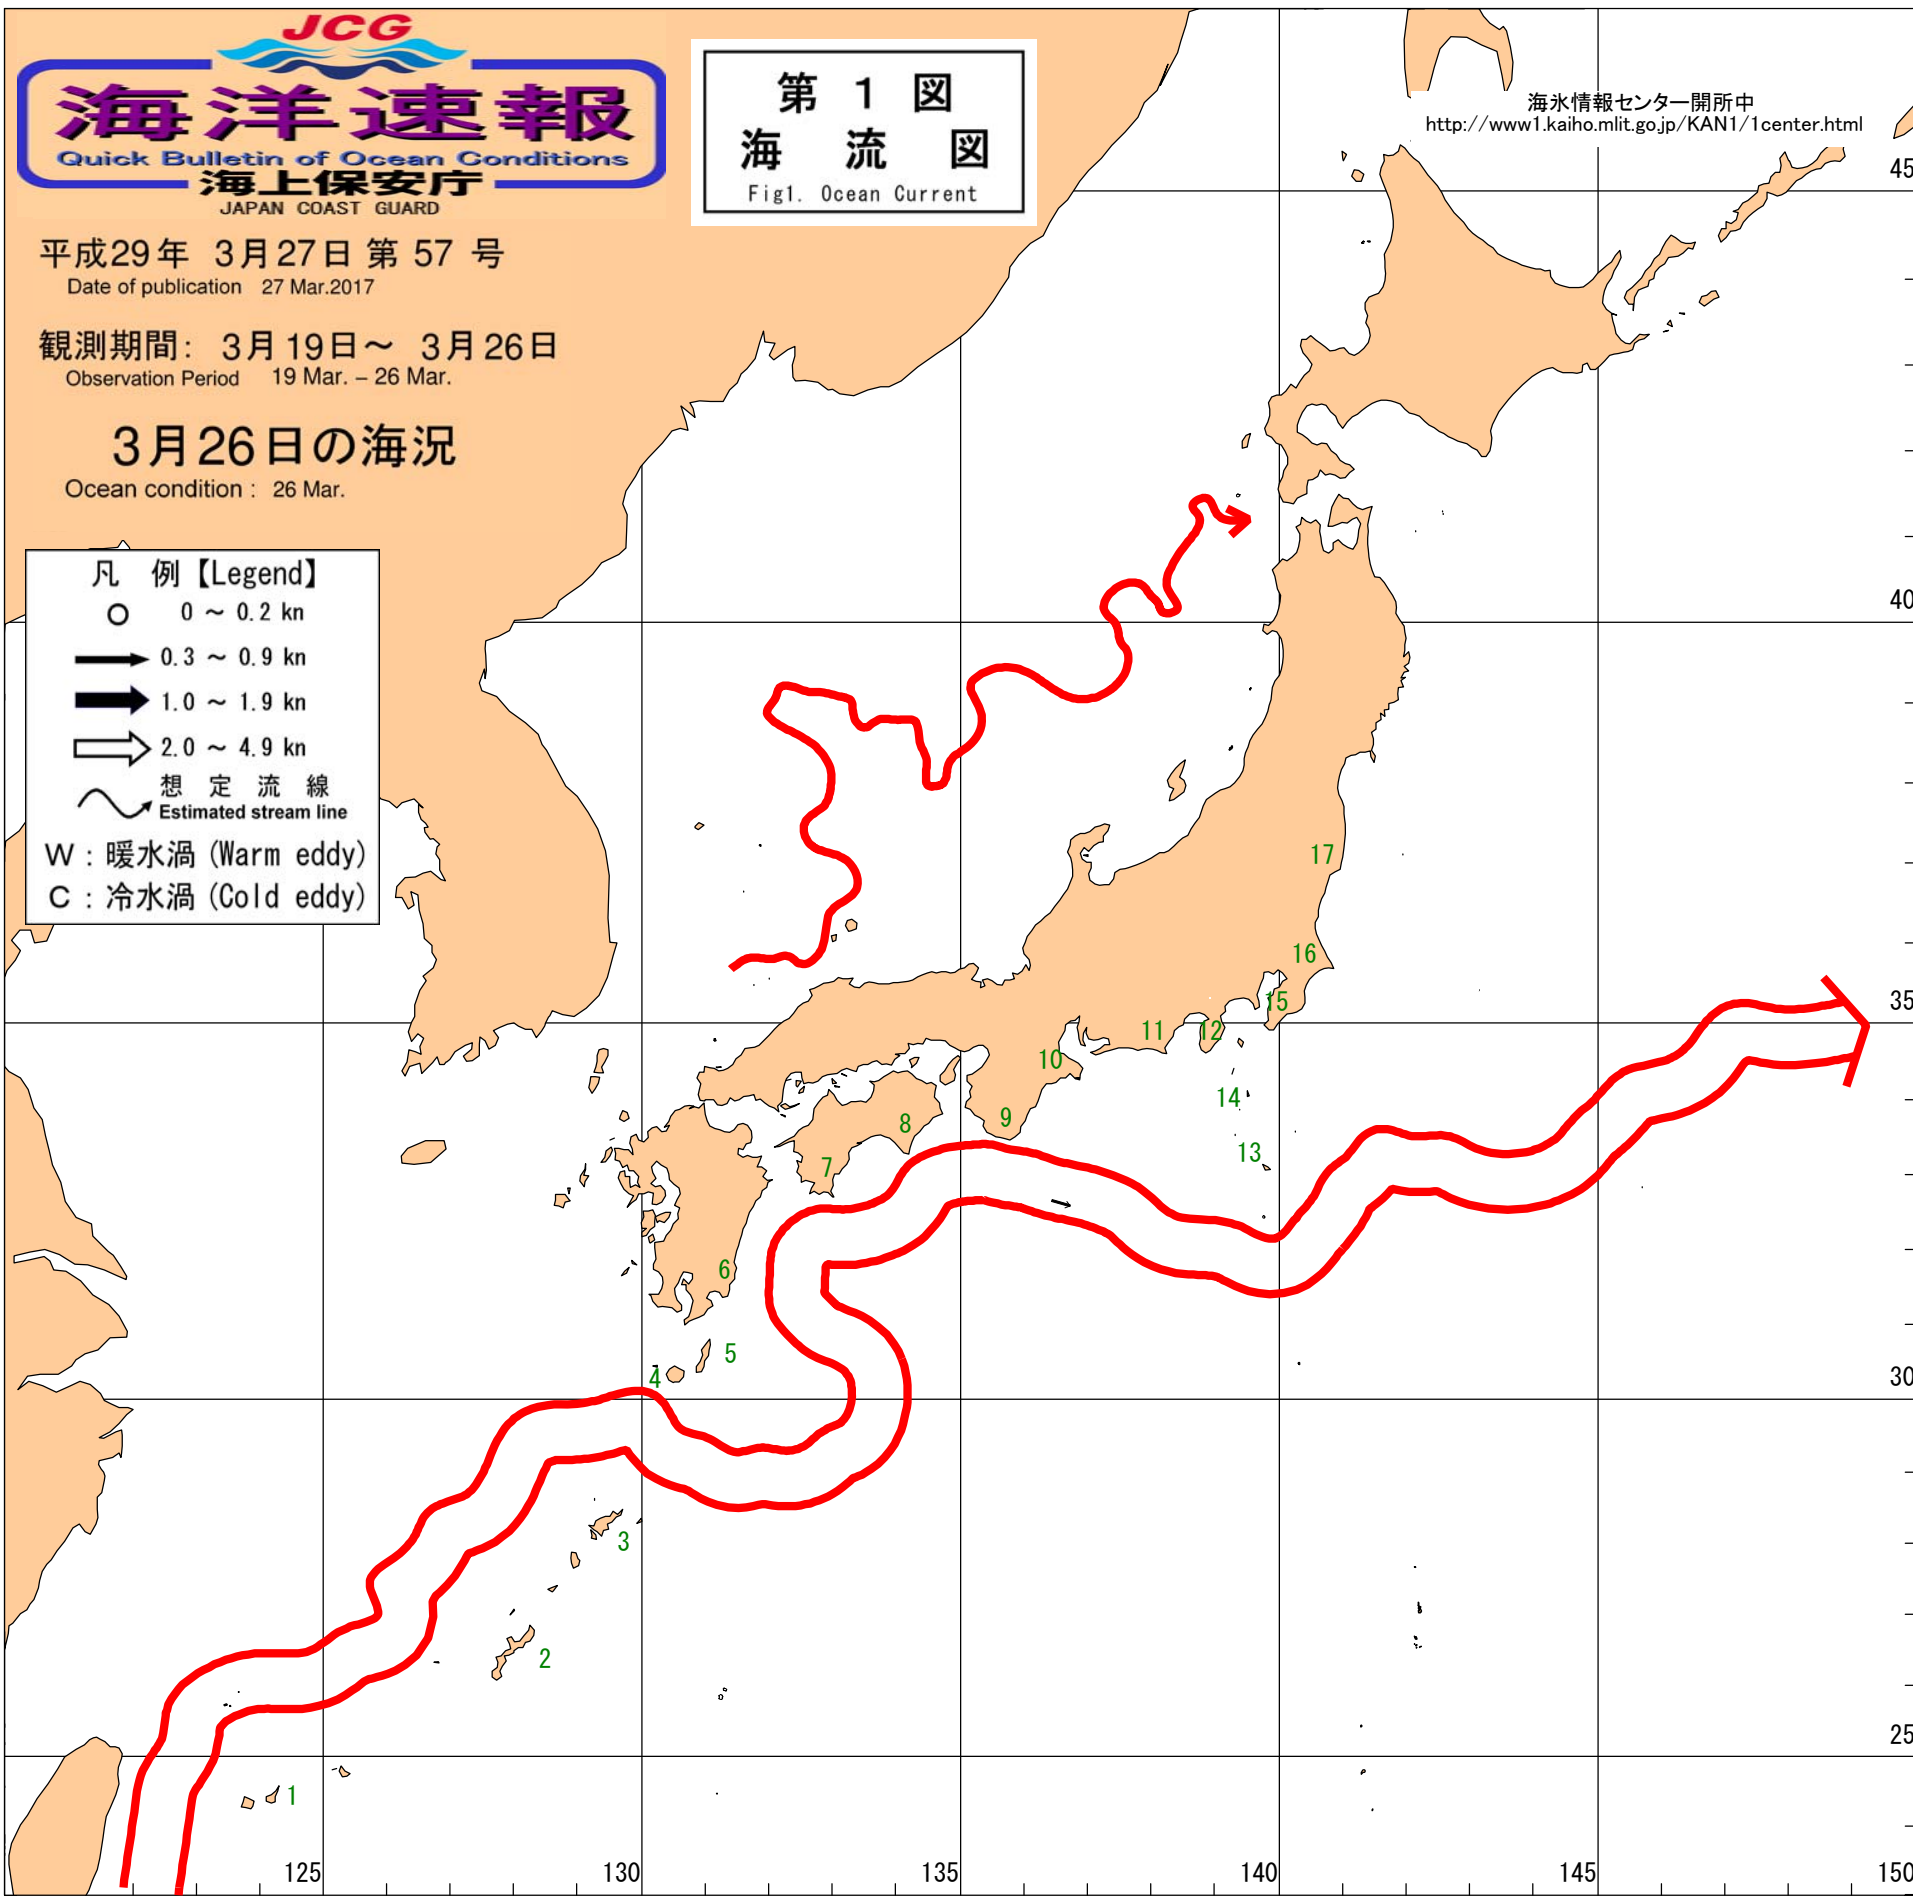 JCG
海洋速報
Quick Bulletin of Ocean Conditions
海上保安庁
JAPAN COAST GUARD
第 1 図
海 流 図
Fig1. Ocean Current
海氷情報センター開所中
http://www1.kaiho.mlit.go.jp/KAN1/1center.html
平成29年 3月27日 第 57 号
Date of publication 27 Mar.2017
観測期間: 3月19日～ 3月26日
Observation Period 19 Mar. – 26 Mar.
3月26日の海況
Ocean condition : 26 Mar.
凡 例【Legend】
0 ～ 0.2 kn
0.3 ～ 0.9 kn
1.0 ～ 1.9 kn
2.0 ～ 4.9 kn
想 定 流 線
Estimated stream line
W : 暖水渦 (Warm eddy)
C : 冷水渦 (Cold eddy)
45
40
17
16
15
35
11
12
10
14
9
8
13
7
6
5
4
30
3
2
25
1
125
130
135
140
145
150